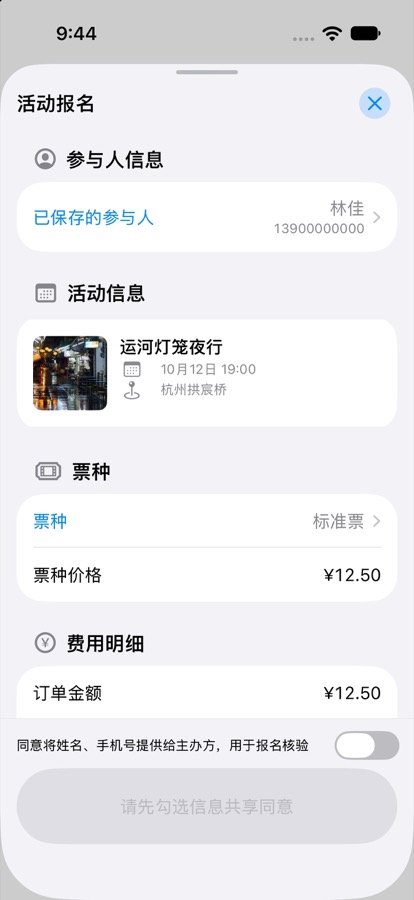 9:44
活动报名
参与人信息
已保存的参与人
林佳
13900000000
活动信息
运河灯笼夜行
10月12日 19:00
杭州拱宸桥
票种
票种
标准票
票种价格
¥12.50
费用明细
订单金额
¥12.50
同意将姓名、手机号提供给主办方，用于报名核验
请先勾选信息共享同意